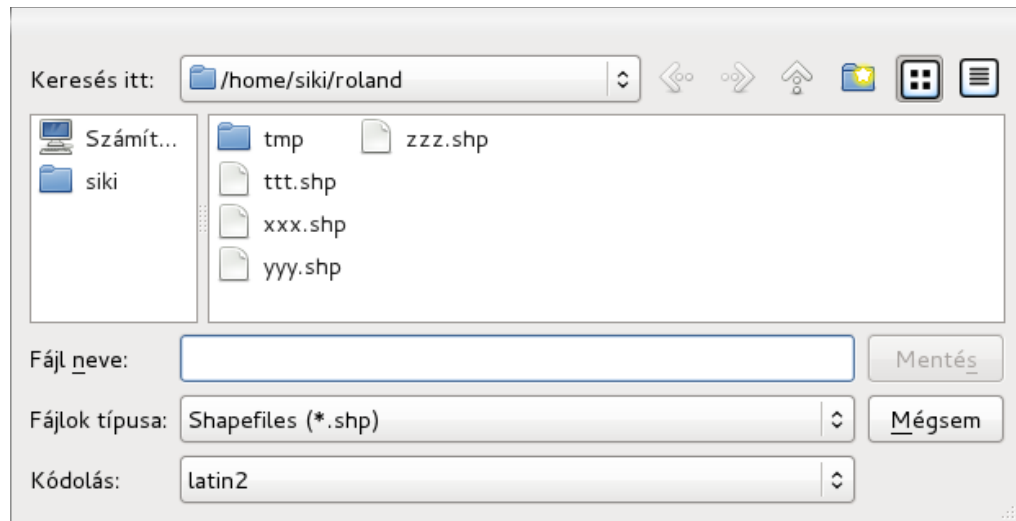 Keresés itt: /home/siki/roland
Számít...
siki
tmp
ttt.shp
xxx.shp
yyy.shp
zzz.shp
Fájl neve: Mentés
Fájlok típusa: Shapefiles (*.shp) Mégsem
Kódolás: latin2